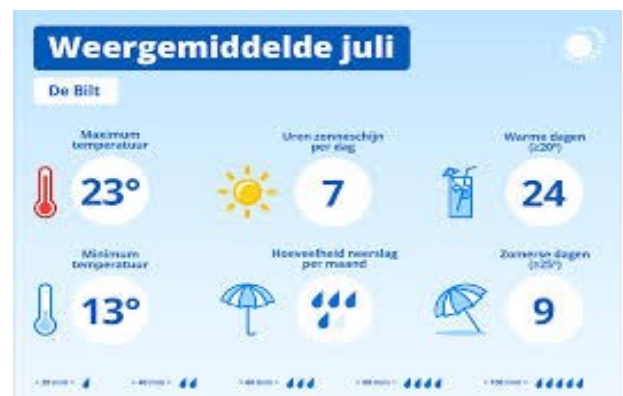 Weergemiddelde juli
De Bilt
Maximum
temperatuur
23°
Uren zonneschijn
per dag
7
Warme dagen
(≥20°)
24
Minimum
temperatuur
13°
Hoeveelheid neerslag
per maand
Zomerse dagen
(≥25°)
9